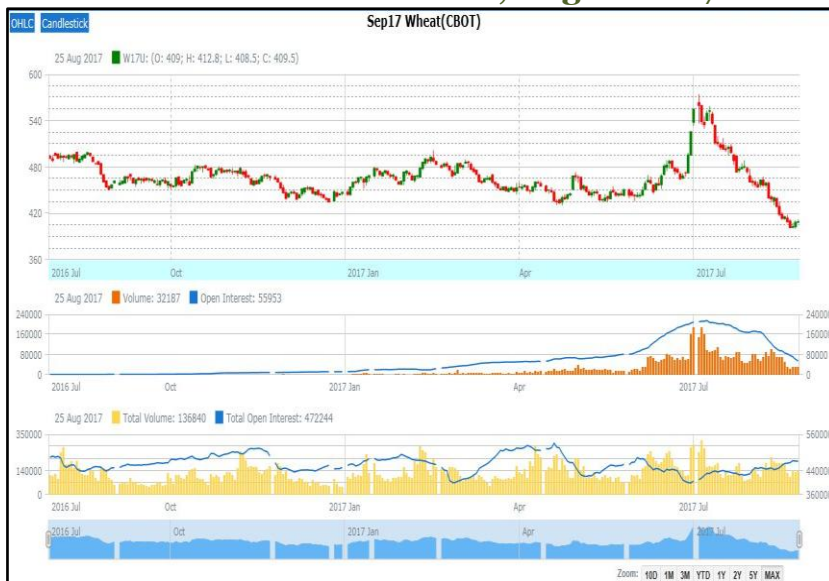 OHLC Candlestick Sep17 Wheat(CBOT)
25 Aug 2017 W17U: (O: 409; H: 412.8; L: 408.5; C: 409.5)
600
540
480
420
360
2016 Jul Oct 2017 Jan Apr 2017 Jul
25 Aug 2017 Volume: 32187 Open Interest: 55953
240000 240000
160000 160000
80000 80000
0 0
2016 Jul Oct 2017 Jan Apr 2017 Jul
25 Aug 2017 Total Volume: 136840 Total Open Interest: 472244
350000 560000
140000 440000
0 360000
2016 Jul Oct 2017 Jan Apr 2017 Jul
2016 Jul Oct 2017 Jan Apr 2017 Jul
Zoom: 10D 1M 3M YTD 1Y 2Y 5Y MAX